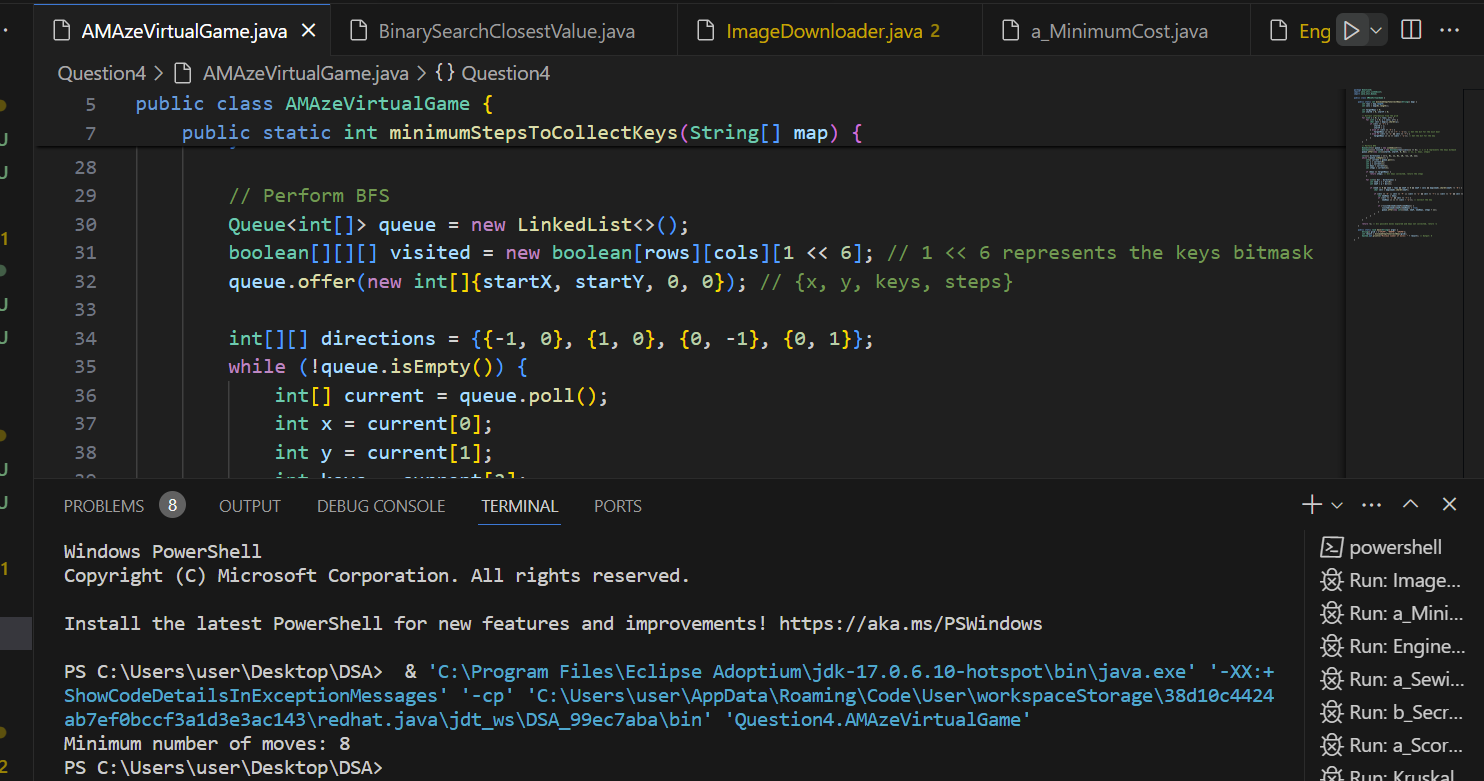 AMAzeVirtualGame.java
BinarySearchClosestValue.java
ImageDownloader.java 2
a_MinimumCost.java
Eng
Question4 > AMAzeVirtualGame.java > {} Question4
5 public class AMAzeVirtualGame {
7 public static int minimumStepsToCollectKeys(String[] map) {
28
29 // Perform BFS
30 Queue<int[]> queue = new LinkedList<>();
31 boolean[][][] visited = new boolean[rows][cols][1 << 6]; // 1 << 6 represents the keys bitmask
32 queue.offer(new int[]{startX, startY, 0, 0}); // {x, y, keys, steps}
33
34 int[][] directions = {{-1, 0}, {1, 0}, {0, -1}, {0, 1}};
35 while (!queue.isEmpty()) {
36 int[] current = queue.poll();
37 int x = current[0];
38 int y = current[1];
PROBLEMS 8 OUTPUT DEBUG CONSOLE TERMINAL PORTS
Windows PowerShell
Copyright (C) Microsoft Corporation. All rights reserved.
Install the latest PowerShell for new features and improvements! https://aka.ms/PSWindows
PS C:\Users\user\Desktop\DSA> & 'C:\Program Files\Eclipse Adoptium\jdk-17.0.6.10-hotspot\bin\java.exe' '-XX:+
ShowCodeDetailsInExceptionMessages' '-cp' 'C:\Users\user\AppData\Roaming\Code\User\workspaceStorage\38d10c4424
ab7ef0bccf3a1d3e3ac143\redhat.java\jdt_ws\DSA_99ec7aba\bin' 'Question4.AMAzeVirtualGame'
Minimum number of moves: 8
PS C:\Users\user\Desktop\DSA>
powershell
Run: Image...
Run: a_Mini...
Run: Engine...
Run: a_Sewi...
Run: b_Secr...
Run: a_Scor...
Run: Kruskal